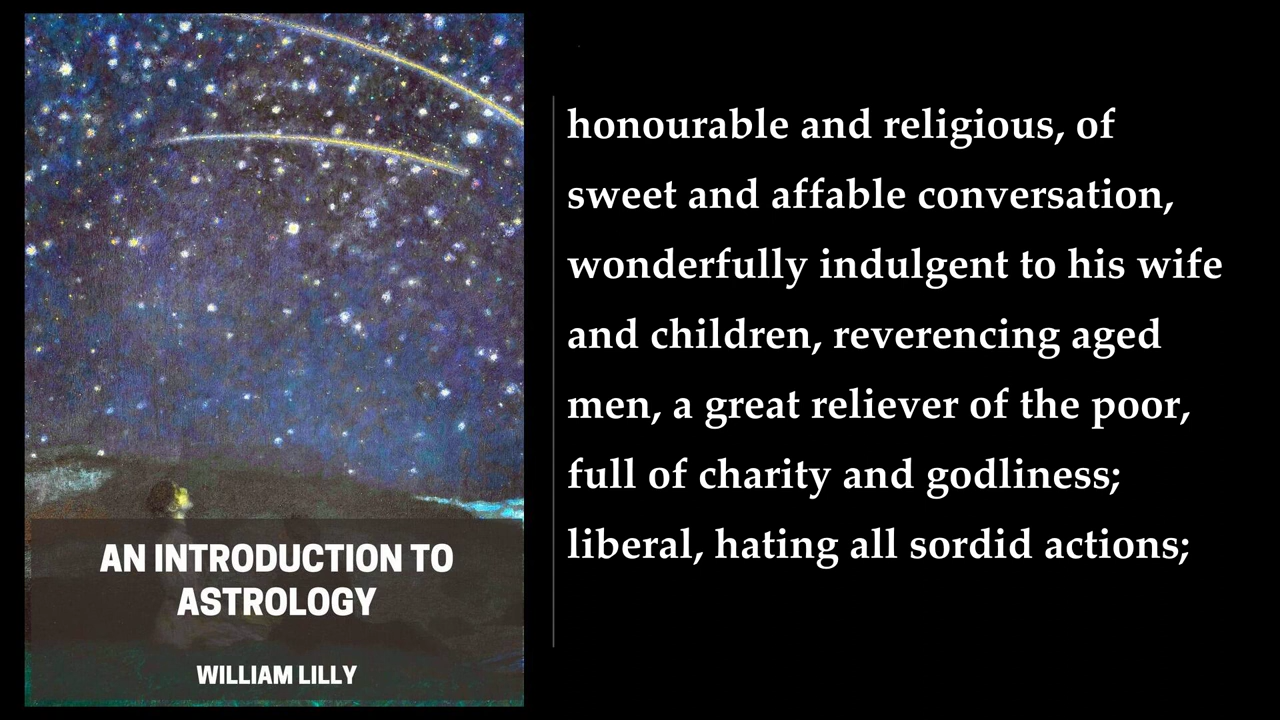 AN INTRODUCTION TO
ASTROLOGY
WILLIAM LILLY
honourable and religious, of
sweet and affable conversation,
wonderfully indulgent to his wife
and children, reverencing aged
men, a great reliever of the poor,
full of charity and godliness;
liberal, hating all sordid actions;